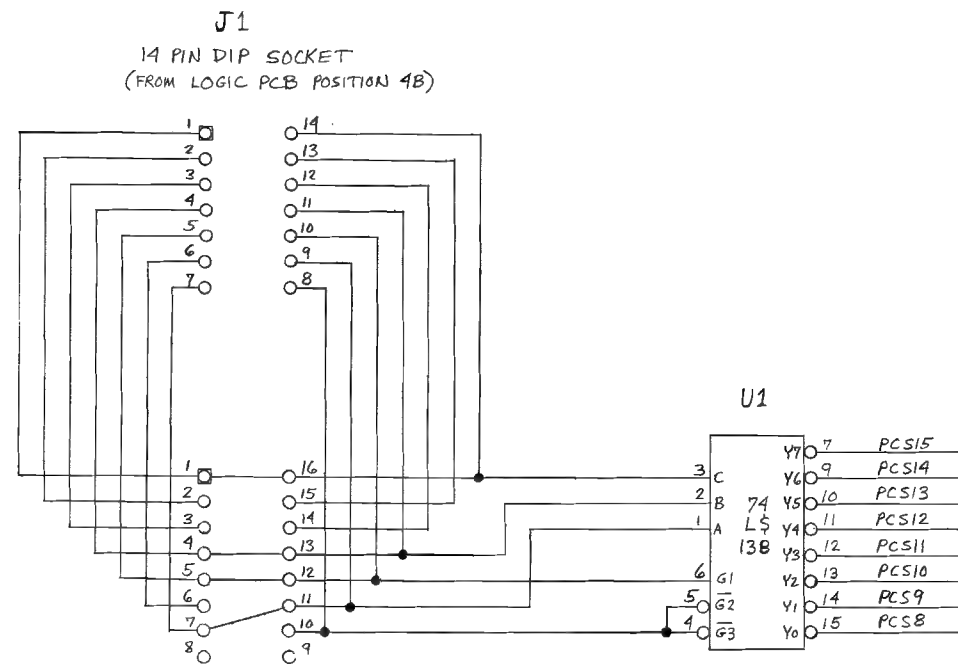 J1
14 PIN DIP SOCKET
(FROM LOGIC PCB POSITION 4B)
1 14
2 13
3 12
4 11
5 10
6 9
7 8
U1
1 16
2 15
3 14
4 13
5 12
6 11
7 10
8 9
3 C
2 B
1 A
6 G1
5 G2
4 G3
74
LS
138
Y7 7 PCS15
Y6 9 PCS14
Y5 10 PCS13
Y4 11 PCS12
Y3 12 PCS11
Y2 13 PCS10
Y1 14 PCS9
Y0 15 PCS8